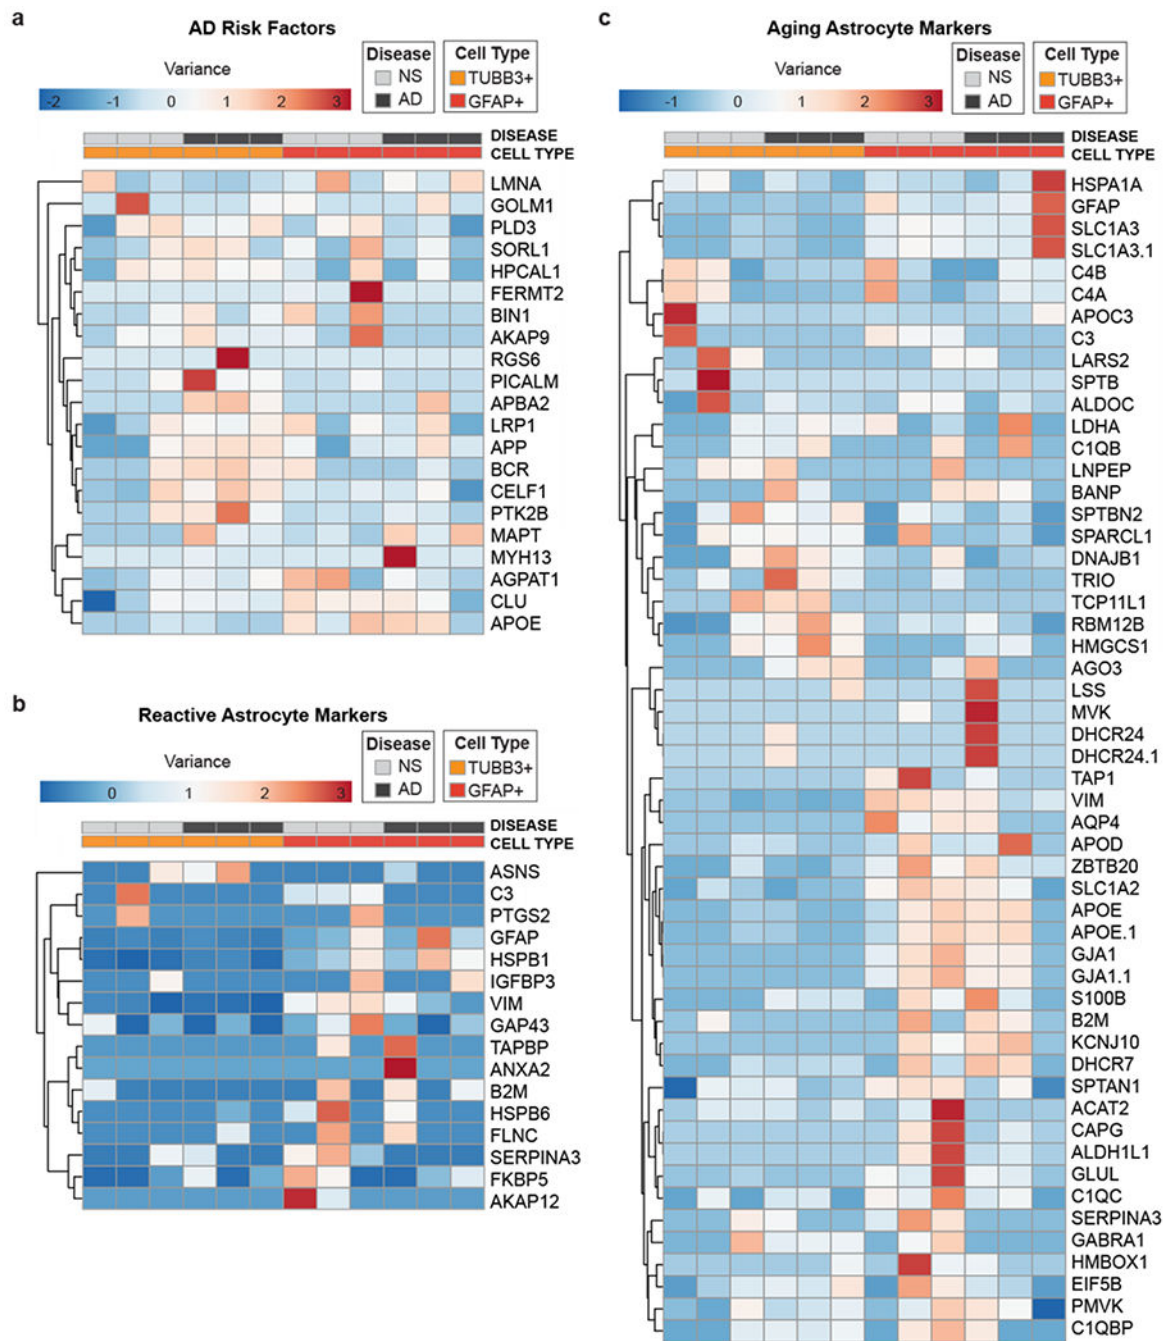 a
AD Risk Factors
Variance
-2 -1 0 1 2 3
Disease
NS
AD
Cell Type
TUBB3+
GFAP+
DISEASE
CELL TYPE
LMNA
GOLM1
PLD3
SORL1
HPCAL1
FERMT2
BIN1
AKAP9
RGS6
PICALM
APBA2
LRP1
APP
BCR
CELF1
PTK2B
MAPT
MYH13
AGPAT1
CLU
APOE
b
Reactive Astrocyte Markers
Variance
0 1 2 3
Disease
NS
AD
Cell Type
TUBB3+
GFAP+
DISEASE
CELL TYPE
ASNS
C3
PTGS2
GFAP
HSPB1
IGFBP3
VIM
GAP43
TAPBP
ANXA2
B2M
HSPB6
FLNC
SERPINA3
FKBP5
AKAP12
c
Aging Astrocyte Markers
Variance
-1 0 1 2 3
Disease
NS
AD
Cell Type
TUBB3+
GFAP+
DISEASE
CELL TYPE
HSPA1A
GFAP
SLC1A3
SLC1A3.1
C4B
C4A
APOC3
C3
LARS2
SPTB
ALDOC
LDHA
C1QB
LNPEP
BANP
SPTBN2
SPARCL1
DNAJB1
TRIO
TCP11L1
RBM12B
HMGCS1
AGO3
LSS
MVK
DHCR24
DHCR24.1
TAP1
VIM
AQP4
APOD
ZBTB20
SLC1A2
APOE
APOE.1
GJA1
GJA1.1
S100B
B2M
KCNJ10
DHCR7
SPTAN1
ACAT2
CAPG
ALDH1L1
GLUL
C1QC
SERPINA3
GABRA1
HMBOX1
EIF5B
PMVK
C1QBP